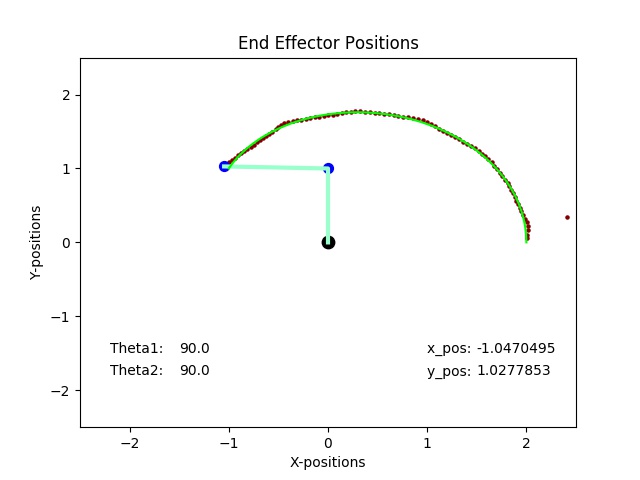 End Effector Positions
Y-positions
2
1
0
−1
−2
Theta1: 90.0 x_pos: -1.0470495
Theta2: 90.0 y_pos: 1.0277853
−2 −1 0 1 2
X-positions